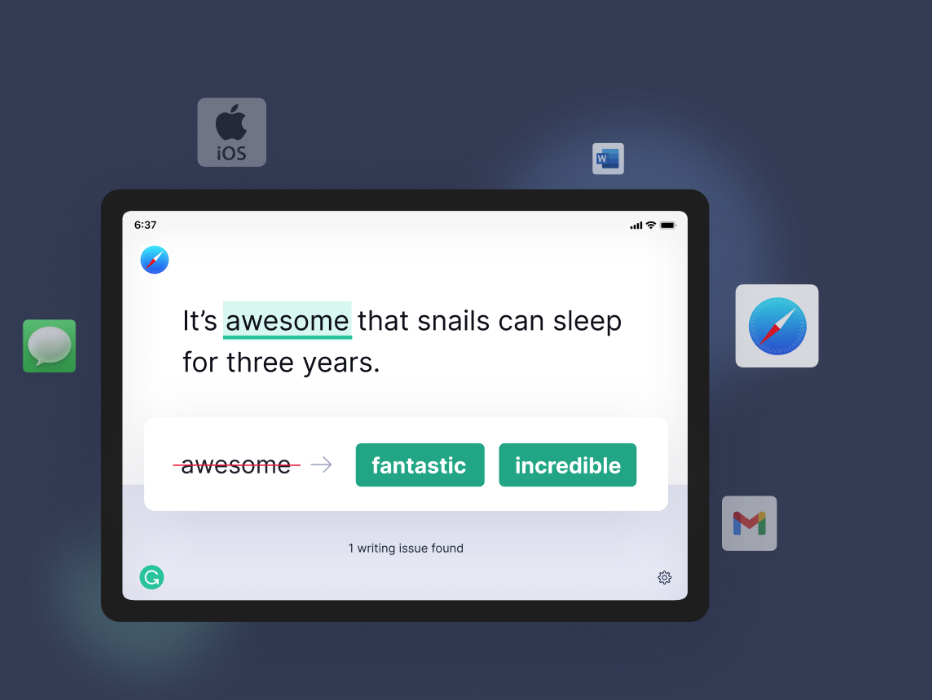 iOS
W
6:37
It’s awesome that snails can sleep
for three years.
awesome → fantastic incredible
1 writing issue found